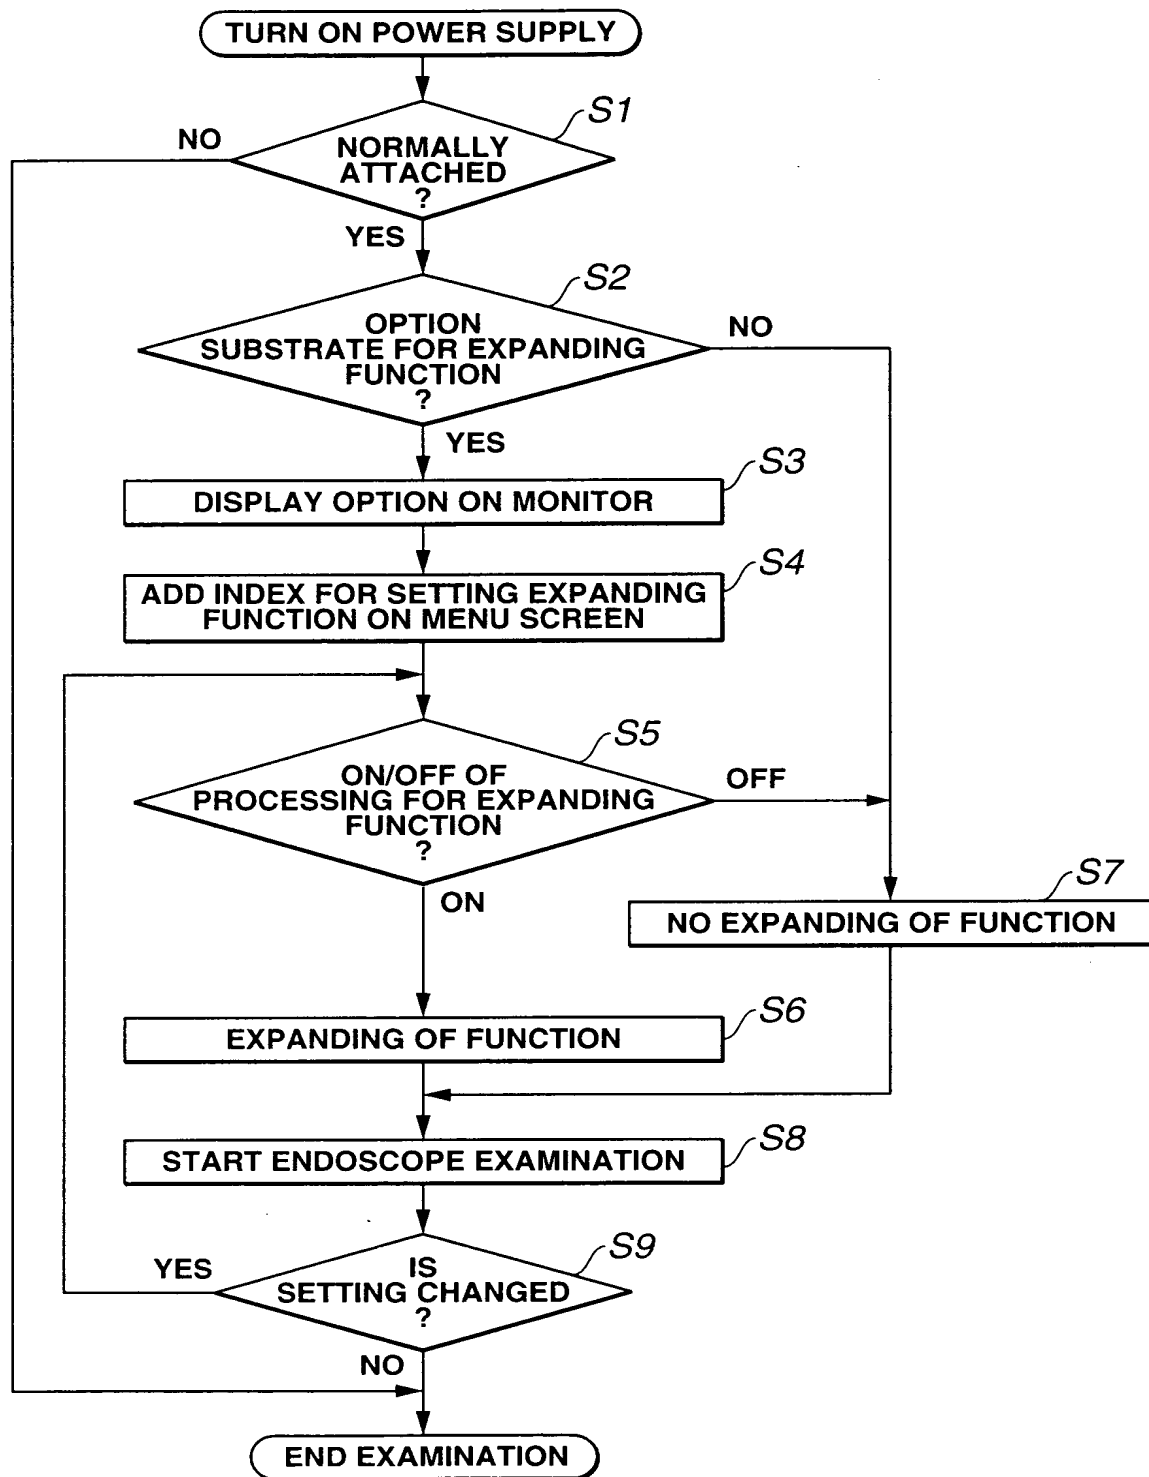 TURN ON POWER SUPPLY
S1
NO
NORMALLY
ATTACHED
?
YES
S2
OPTION
SUBSTRATE FOR EXPANDING
FUNCTION
?
NO
YES
S3
DISPLAY OPTION ON MONITOR
S4
ADD INDEX FOR SETTING EXPANDING
FUNCTION ON MENU SCREEN
S5
ON/OFF OF
PROCESSING FOR EXPANDING
FUNCTION
?
OFF
ON
S7
NO EXPANDING OF FUNCTION
S6
EXPANDING OF FUNCTION
S8
START ENDOSCOPE EXAMINATION
S9
YES
IS
SETTING CHANGED
?
NO
END EXAMINATION